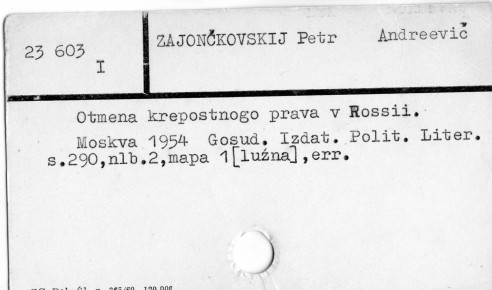 23 603
I
ZAJONČKOVSKIJ Petr Andreevič
Otmena krepostnogo prava v Rossii.
Moskva 1954 Gosud. Izdat. Polit. Liter.
s.290,nlb.2,mapa 1[luźna],err.